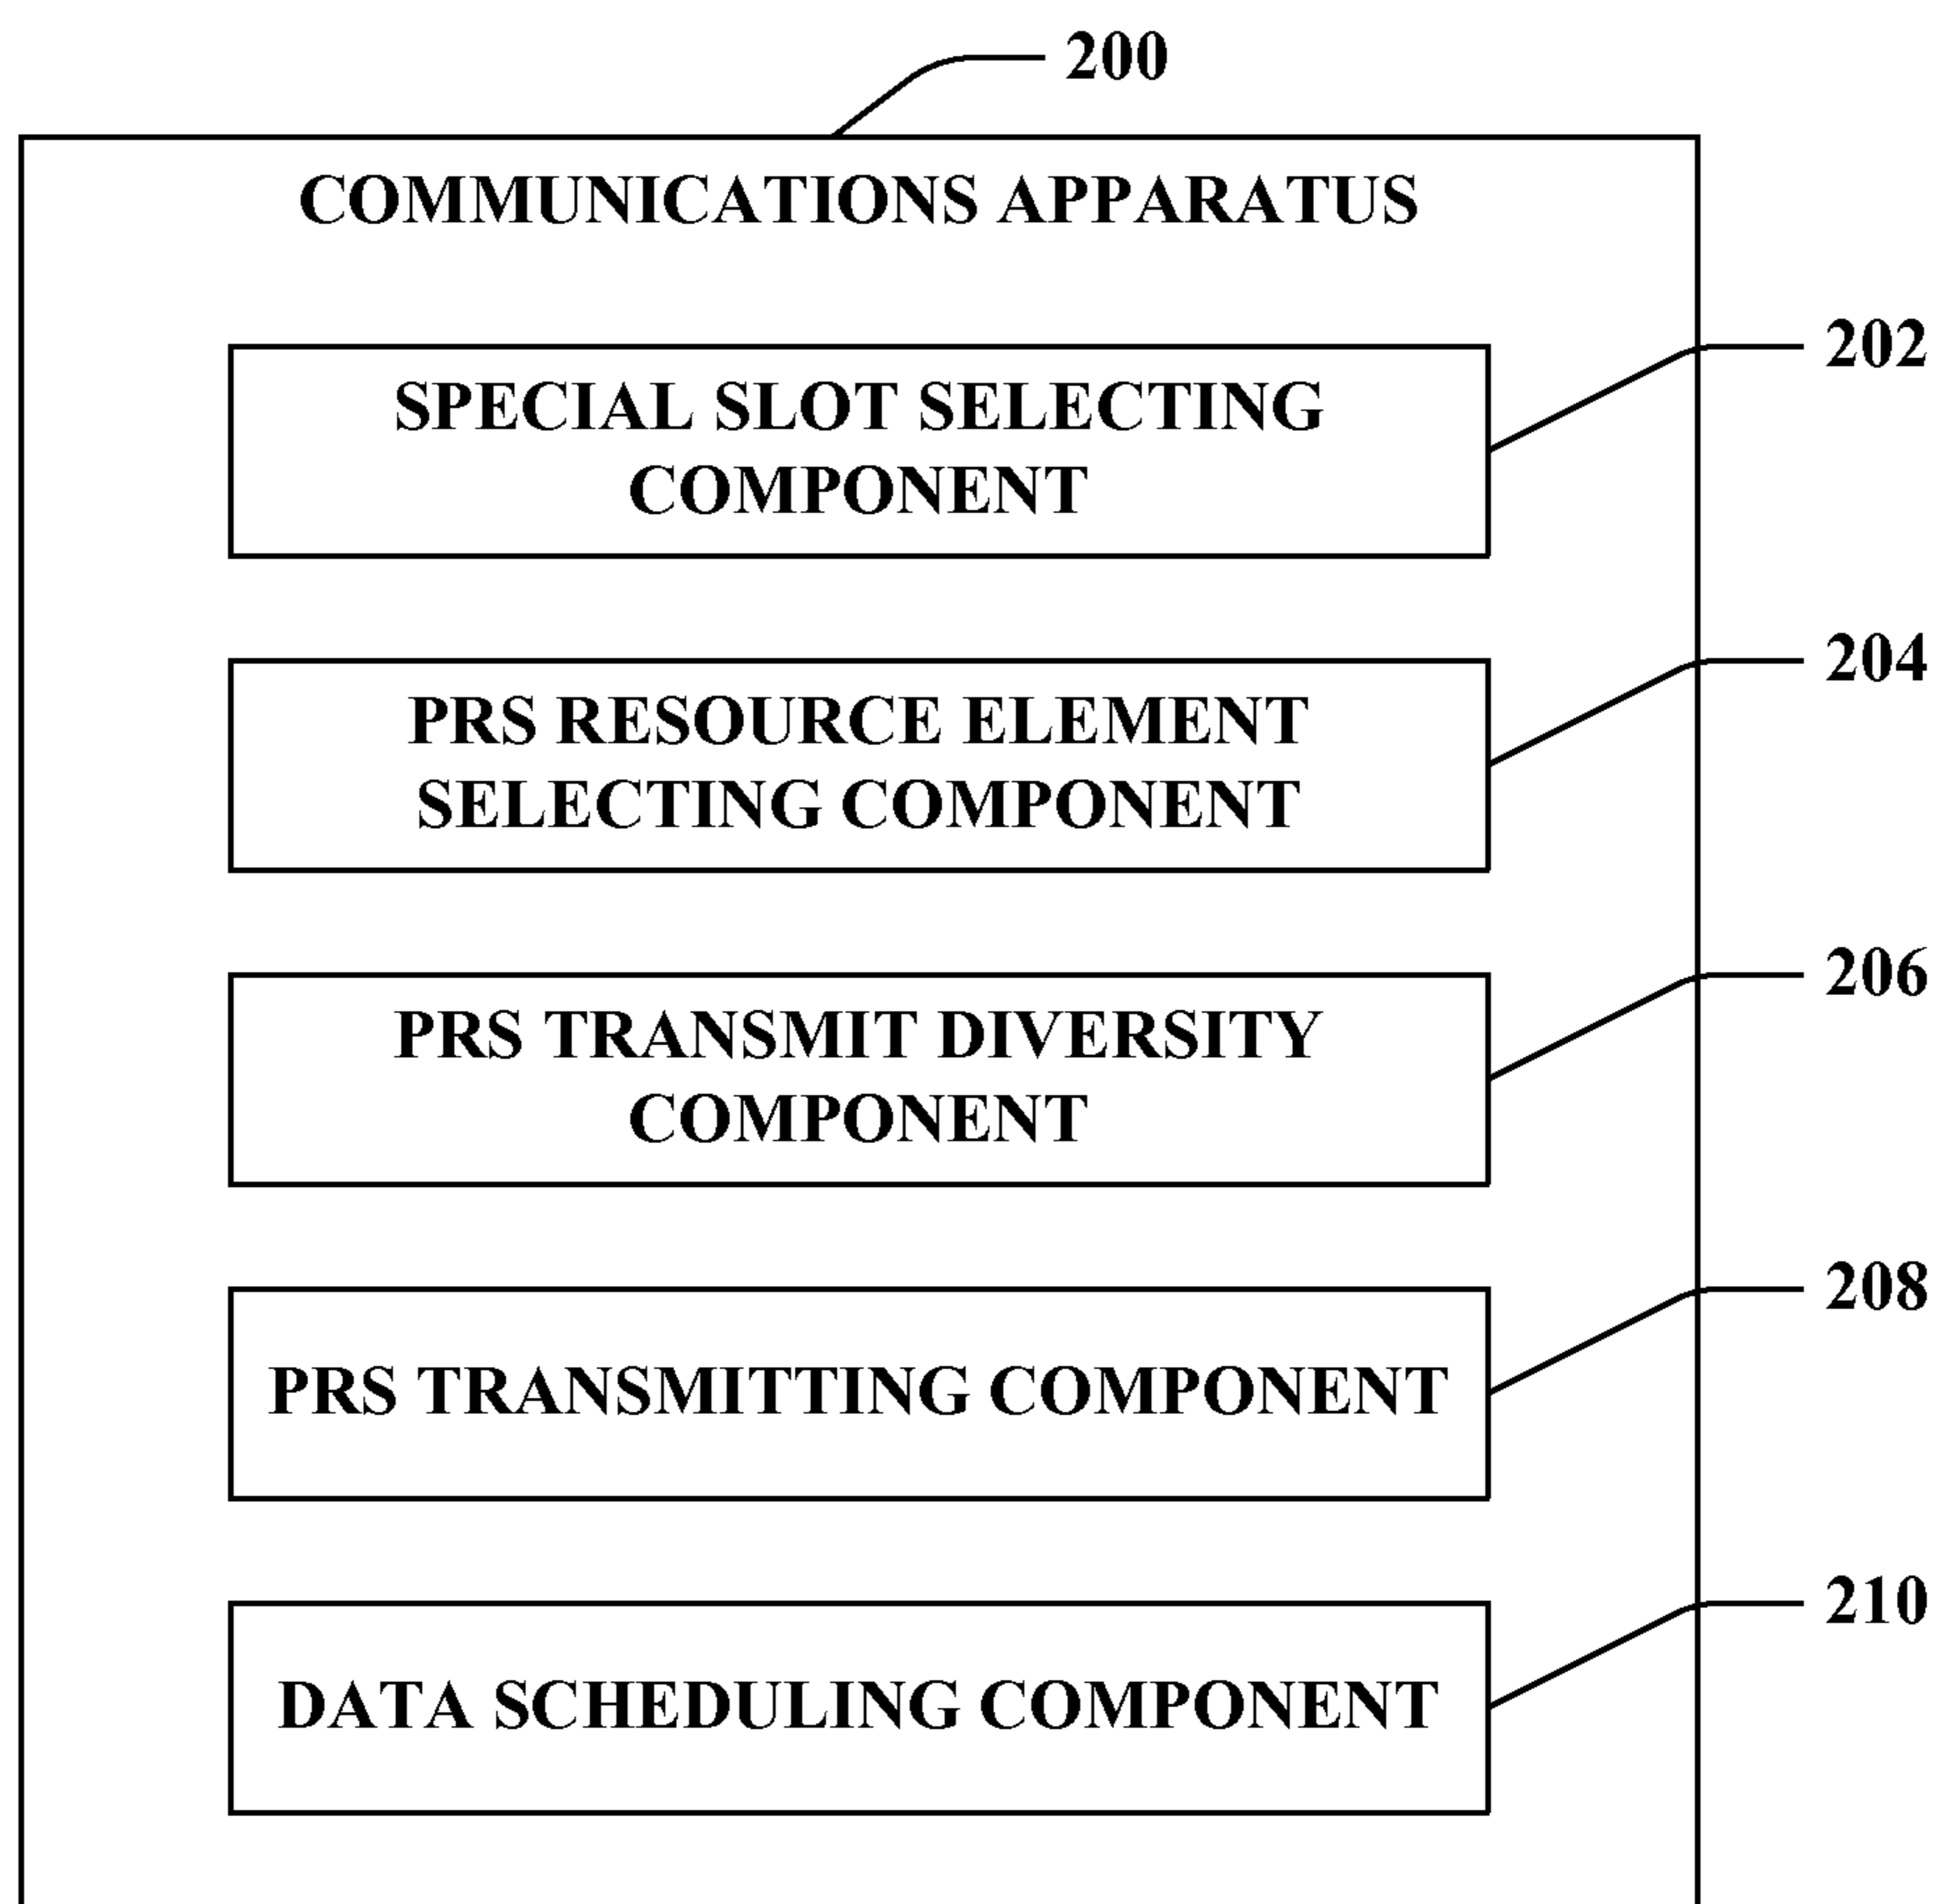 200
COMMUNICATIONS APPARATUS
202
SPECIAL SLOT SELECTING
COMPONENT
204
PRS RESOURCE ELEMENT
SELECTING COMPONENT
206
PRS TRANSMIT DIVERSITY
COMPONENT
208
PRS TRANSMITTING COMPONENT
210
DATA SCHEDULING COMPONENT